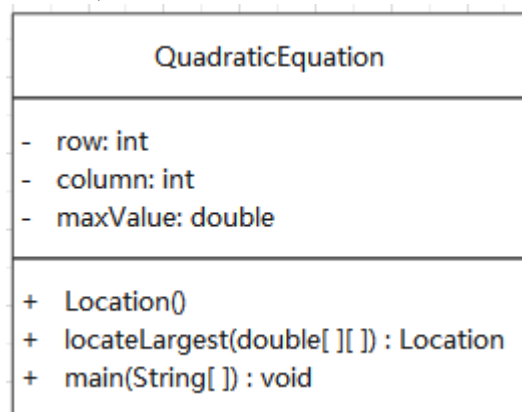 QuadraticEquation
- row: int
- column: int
- maxValue: double
+ Location()
+ locateLargest(double[ ][ ]) : Location
+ main(String[ ]) : void